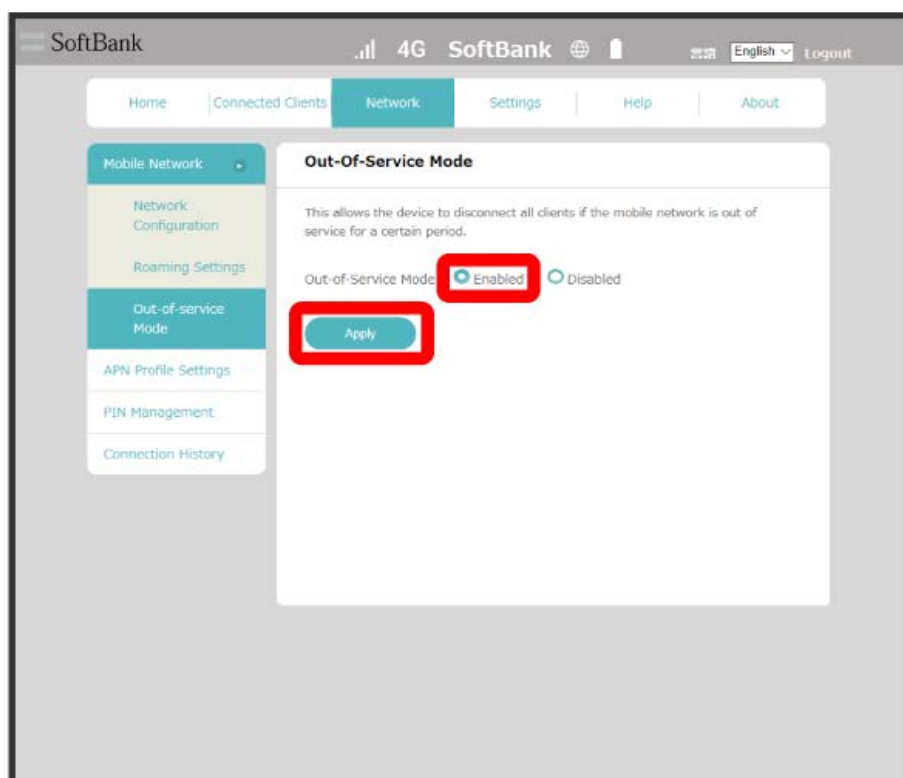 SoftBank
4G SoftBank
言語 English Logout
Home Connected Clients Network Settings Help About
Mobile Network
Network
Configuration
Roaming Settings
Out-of-service
Mode
APN Profile Settings
PIN Management
Connection History
Out-Of-Service Mode
This allows the device to disconnect all clients if the mobile network is out of
service for a certain period.
Out-of-Service Mode Enabled Disabled
Apply